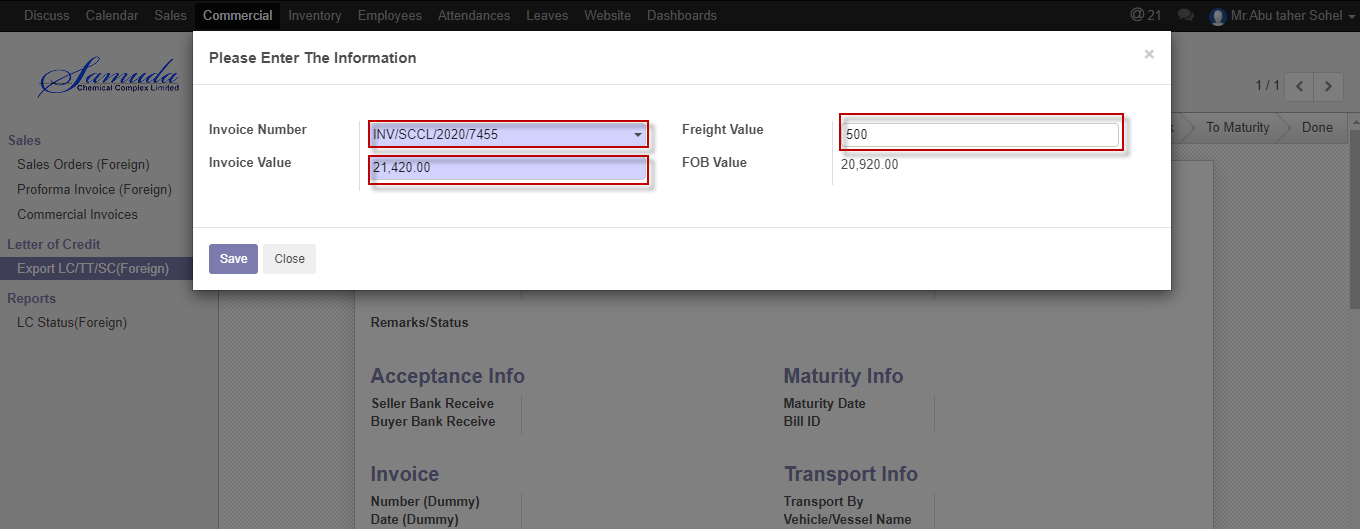 Discuss Calendar Sales Commercial Inventory Employees Attendances Leaves Website Dashboards @ 21 Mr.Abu taher Sohel
Please Enter The Information ×
Samuda
Chemical Complex Limited
1 / 1
Invoice Number INV/SCCL/2020/7455 Freight Value 500
To Maturity Done
Invoice Value 21,420.00 FOB Value 20,920.00
Sales
Sales Orders (Foreign)
Proforma Invoice (Foreign)
Commercial Invoices
Letter of Credit
Export LC/TT/SC(Foreign)
Reports
LC Status(Foreign)
Save Close
Remarks/Status
Acceptance Info Maturity Info
Seller Bank Receive Maturity Date
Buyer Bank Receive Bill ID
Invoice Transport Info
Number (Dummy) Transport By
Date (Dummy) Vehicle/Vessel Name